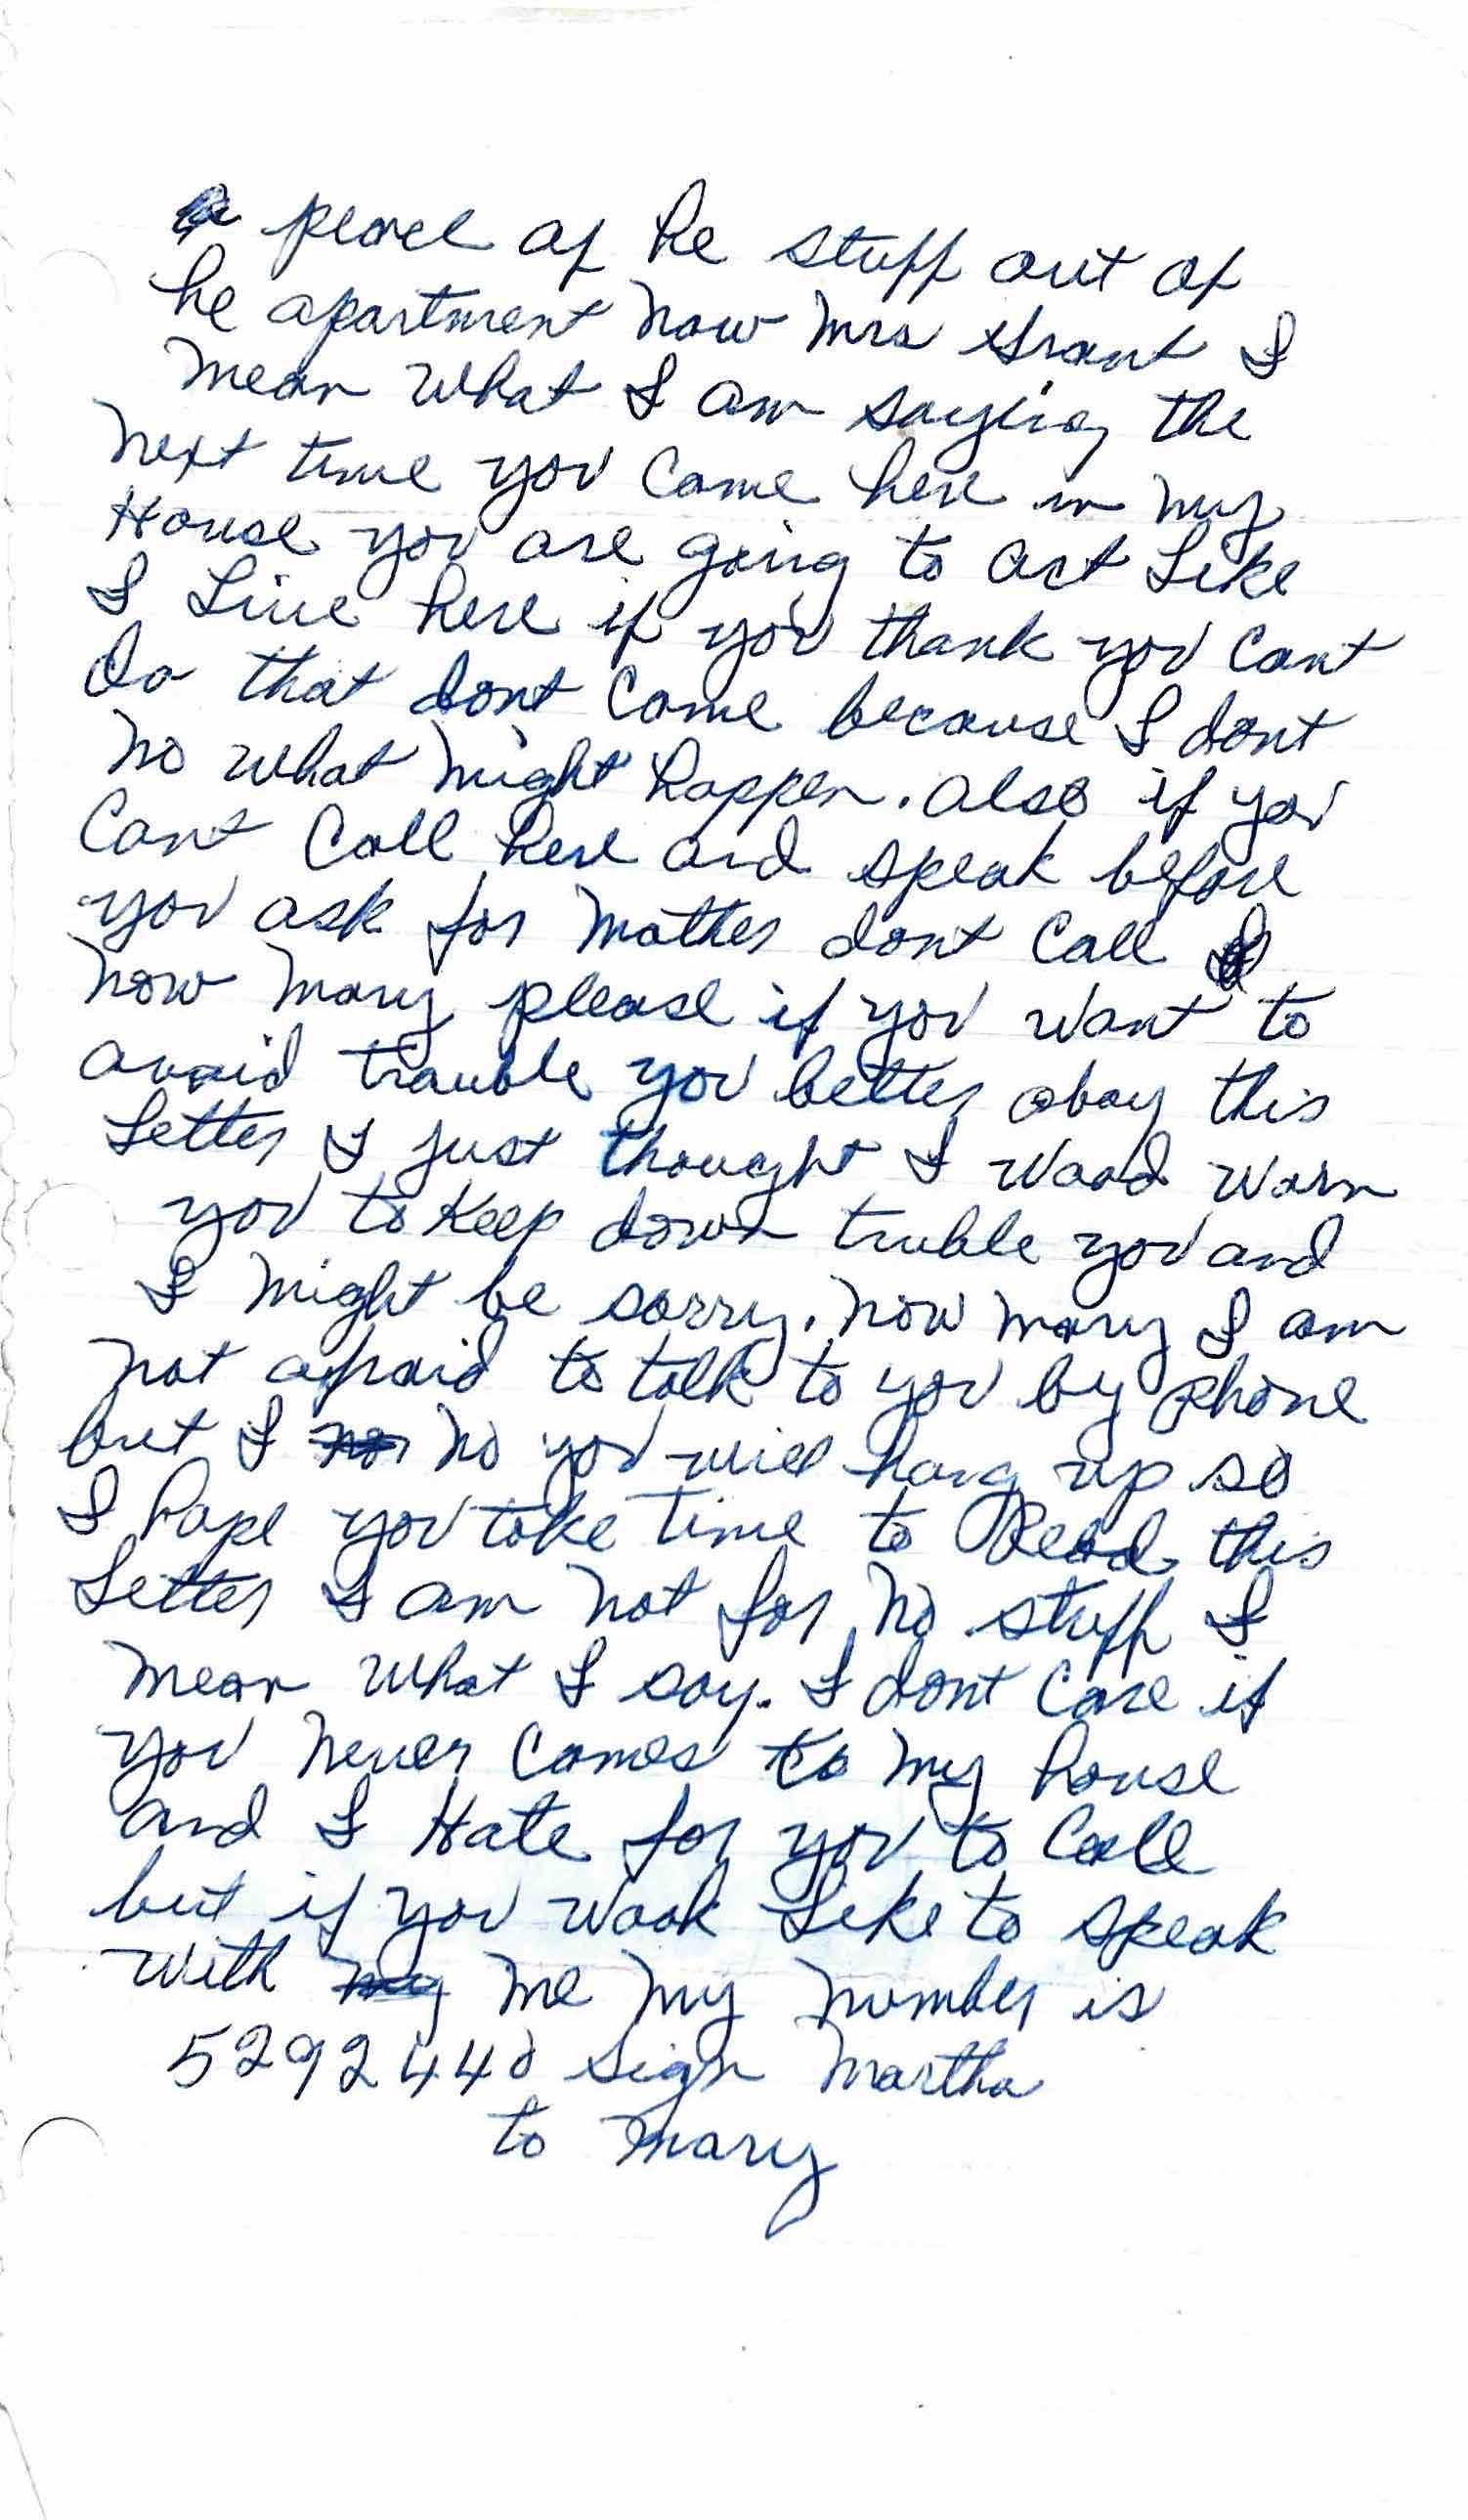 a peace of he stuff out of
he apartment Now Mrs Grant I
Mean What I am saying the
Next time you Come here in My
House you are going to act Like
I Live here if you thank you Cant
do that dont Come because I dont
No what Might happen. also if you
Cant Call here and speak before
you ask for Mother dont Call
Now Mary please if you want to
avoid trauble you better obay this
Letter I just thought I Wood Warn
you to Keep down truble you and
I Might be sorry. Now Mary I am
Not afraid to talk to you by phone
but I No you will hang up so
I hope you take Time to Read this
Letter I am Not for No stuff I
Mean What I say. I dont Care if
you Never Comes to My house
and I Hate for you to Call
but if you Wook Like to speak
With me My Number is
5292440 Sign Martha
to Mary